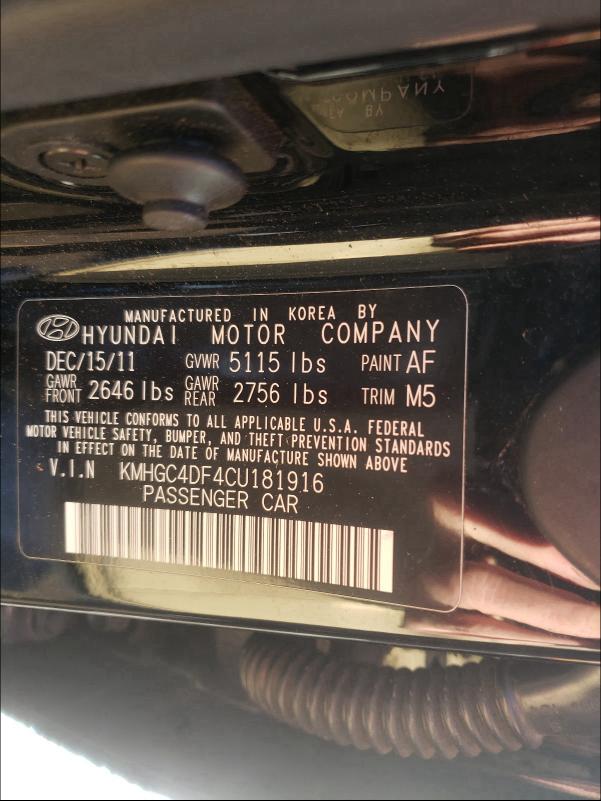 COMPANY
BY
MANUFACTURED IN KOREA BY
HYUNDAI MOTOR COMPANY
DEC/15/11 GVWR 5115 lbs PAINT AF
GAWR FRONT 2646 lbs GAWR REAR 2756 lbs TRIM M5
THIS VEHICLE CONFORMS TO ALL APPLICABLE U.S.A. FEDERAL
MOTOR VEHICLE SAFETY, BUMPER, AND THEFT PREVENTION STANDARDS
IN EFFECT ON THE DATE OF MANUFACTURE SHOWN ABOVE
V.I.N KMHGC4DF4CU181916
PASSENGER CAR